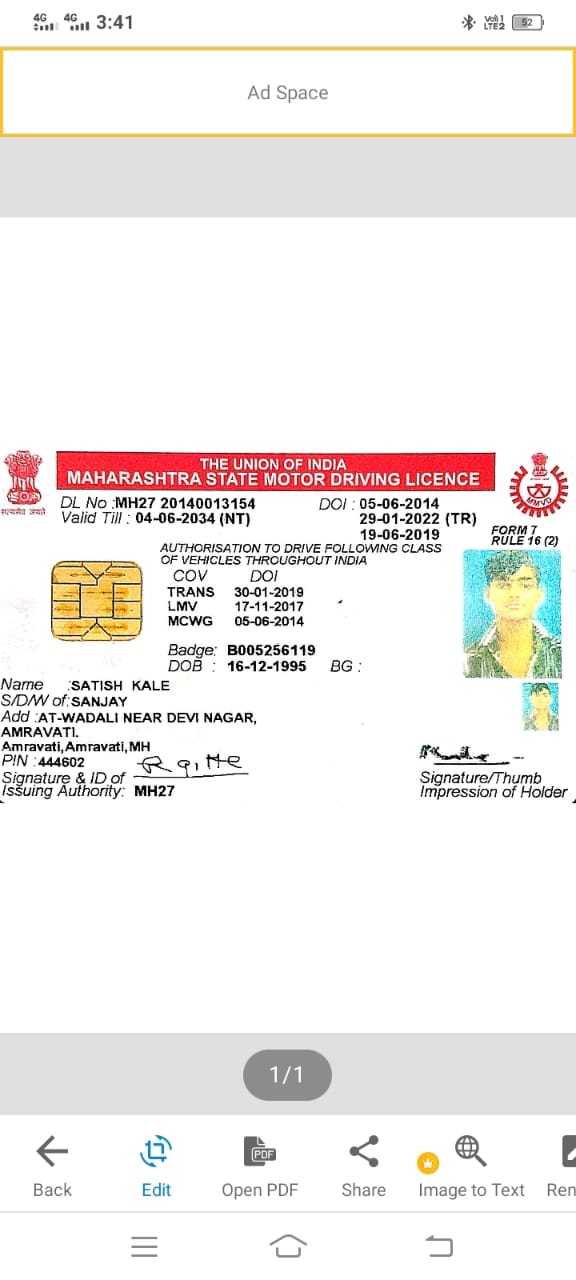 4G 4G 3:41 VoI) 1 LTE2 52
Ad Space
THE UNION OF INDIA
MAHARASHTRA STATE MOTOR DRIVING LICENCE
सत्यमेव जयते
MMVD
DL No :MH27 20140013154 DOI : 05-06-2014
Valid Till : 04-06-2034 (NT) 29-01-2022 (TR)
19-06-2019
FORM 7
RULE 16 (2)
AUTHORISATION TO DRIVE FOLLOWING CLASS
OF VEHICLES THROUGHOUT INDIA
COV DOI
TRANS 30-01-2019
LMV 17-11-2017
MCWG 05-06-2014
Badge: B005256119
DOB : 16-12-1995 BG :
Name :SATISH KALE
S/D/W of:SANJAY
Add :AT-WADALI NEAR DEVI NAGAR,
AMRAVATI.
Amravati,Amravati,MH
PIN :444602
Signature & ID of
Issuing Authority: MH27
Signature/Thumb
Impression of Holder
1/1
PDF
Back Edit Open PDF Share Image to Text Ren